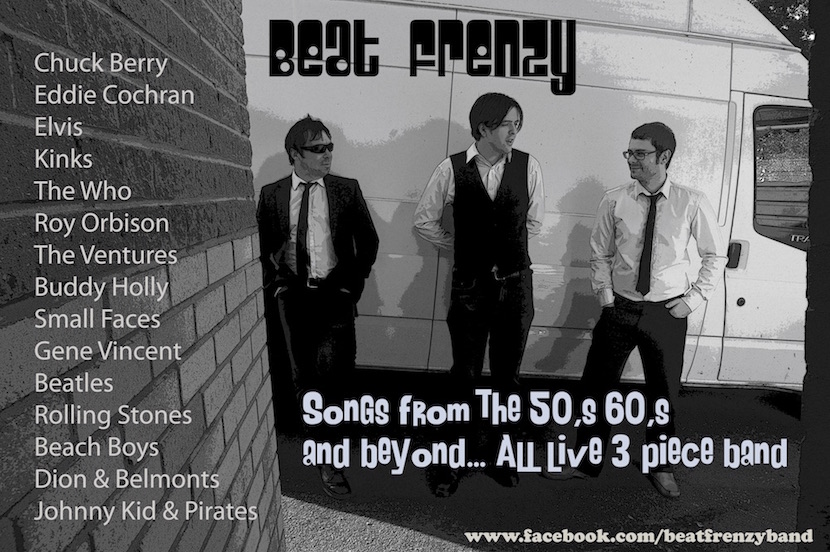 Beat Frenzy
Chuck Berry
Eddie Cochran
Elvis
Kinks
The Who
Roy Orbison
The Ventures
Buddy Holly
Small Faces
Gene Vincent
Beatles
Rolling Stones
Beach Boys
Dion & Belmonts
Johnny Kid & Pirates
Songs from The 50,s 60,s
and beyond... All Live 3 piece band
www.facebook.com/beatfrenzyband